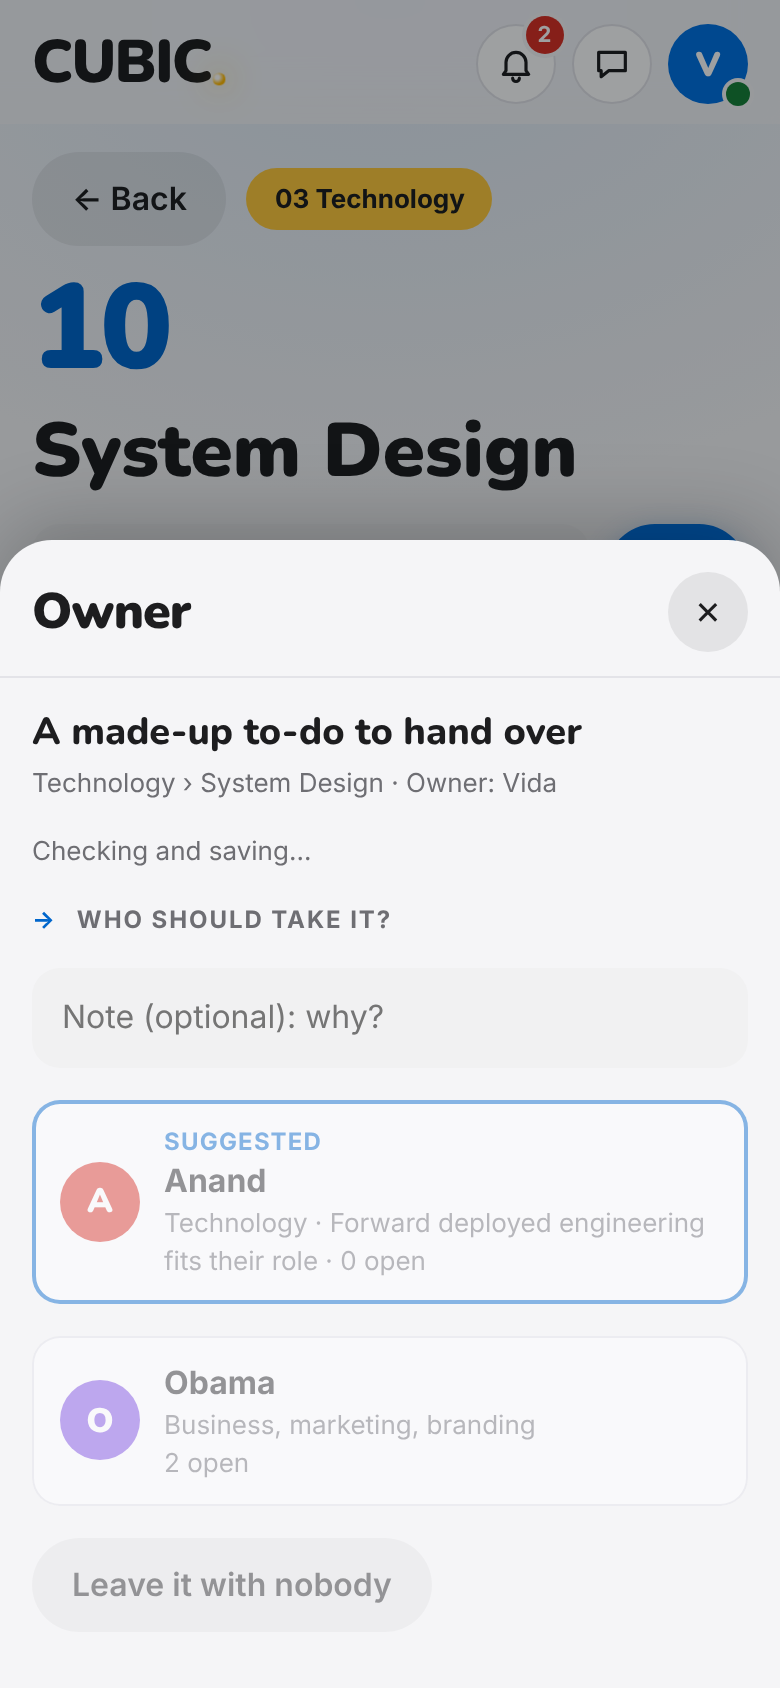 CUBIC.
2
V
← Back
03 Technology
10
System Design
Owner
×
A made-up to-do to hand over
Technology › System Design · Owner: Vida
Checking and saving...
→ WHO SHOULD TAKE IT?
Note (optional): why?
SUGGESTED
A
Anand
Technology · Forward deployed engineering
fits their role · 0 open
O
Obama
Business, marketing, branding
2 open
Leave it with nobody